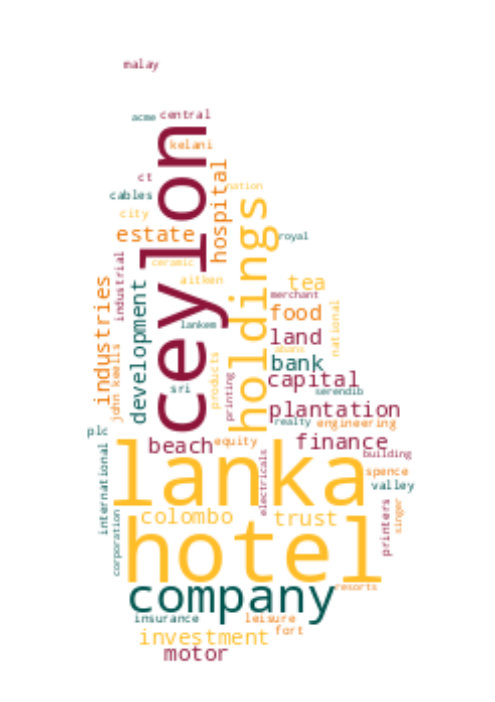 malay
acme
central
kelani
ct
cables
nation
city
estate
hospital
ceylon
holdings
royal
ceramic
industrial
aitken
tea
merchant
industries
development
lankem
food
national
land
john keells
products
printing
abans
bank
capital
sri
serendib
plantation
realty
engineering
plc
beach
equity
finance
building
international
lanka
electricals
spence
valley
colombo
trust
printers
singer
corporation
hotel
company
resorts
insurance
leisure
investment
fort
motor